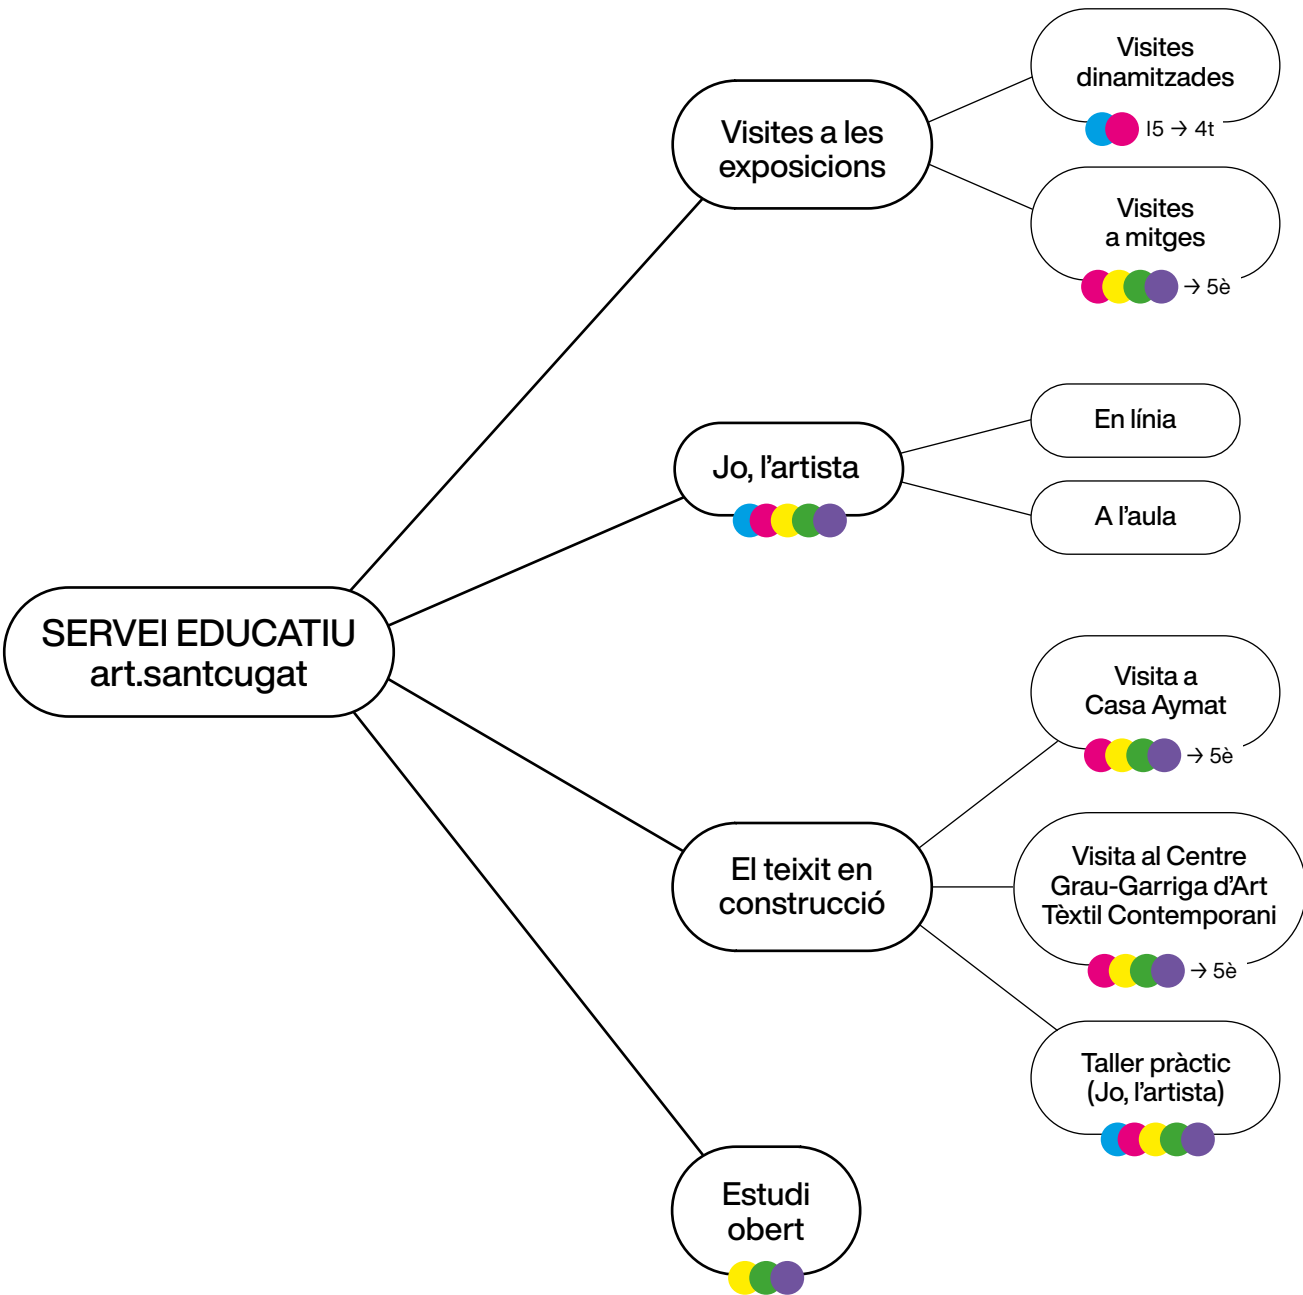 Visites
dinamitzades
I5 → 4t
Visites a les
exposicions
Visites
a mitges
→ 5è
En línia
Jo, l’artista
A l’aula
SERVEI EDUCATIU
art.santcugat
Visita a
Casa Aymat
→ 5è
El teixit en
construcció
Visita al Centre
Grau-Garriga d’Art
Tèxtil Contemporani
→ 5è
Taller pràctic
(Jo, l’artista)
Estudi
obert